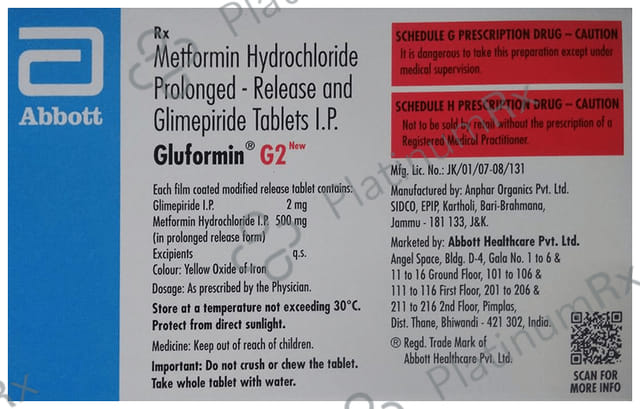 Abbott
Rx
Metformin Hydrochloride
Prolonged - Release and
Glimepiride Tablets I.P.
Gluformin® G2 New
Each film coated modified release tablet contains:
Glimepiride I.P. 2 mg
Metformin Hydrochloride I.P. 500 mg
(in prolonged release form)
Excipients q.s.
Colour: Yellow Oxide of Iron
Dosage: As prescribed by the Physician.
Store at a temperature not exceeding 30°C.
Protect from direct sunlight.
Medicine: Keep out of reach of children.
Important: Do not crush or chew the tablet.
Take whole tablet with water.
SCHEDULE G PRESCRIPTION DRUG – CAUTION
It is dangerous to take this preparation except under
medical supervision.
SCHEDULE H PRESCRIPTION DRUG – CAUTION
Not to be sold by retail without the prescription of a
Registered Medical Practitioner.
Mfg. Lic. No.: JK/01/07-08/131
Manufactured by: Anphar Organics Pvt. Ltd.
SIDCO, EPIP, Kartholi, Bari-Brahmana,
Jammu - 181 133, J&K.
Marketed by: Abbott Healthcare Pvt. Ltd.
Angel Space, Bldg. D-4, Gala No. 1 to 6 &
11 to 16 Ground Floor, 101 to 106 &
111 to 116 First Floor, 201 to 206 &
211 to 216 2nd Floor, Pimplas,
Dist. Thane, Bhiwandi - 421 302, India.
® Regd. Trade Mark of
Abbott Healthcare Pvt. Ltd.
SCAN FOR
MORE INFO
PlatinumRx
PlatinumRx